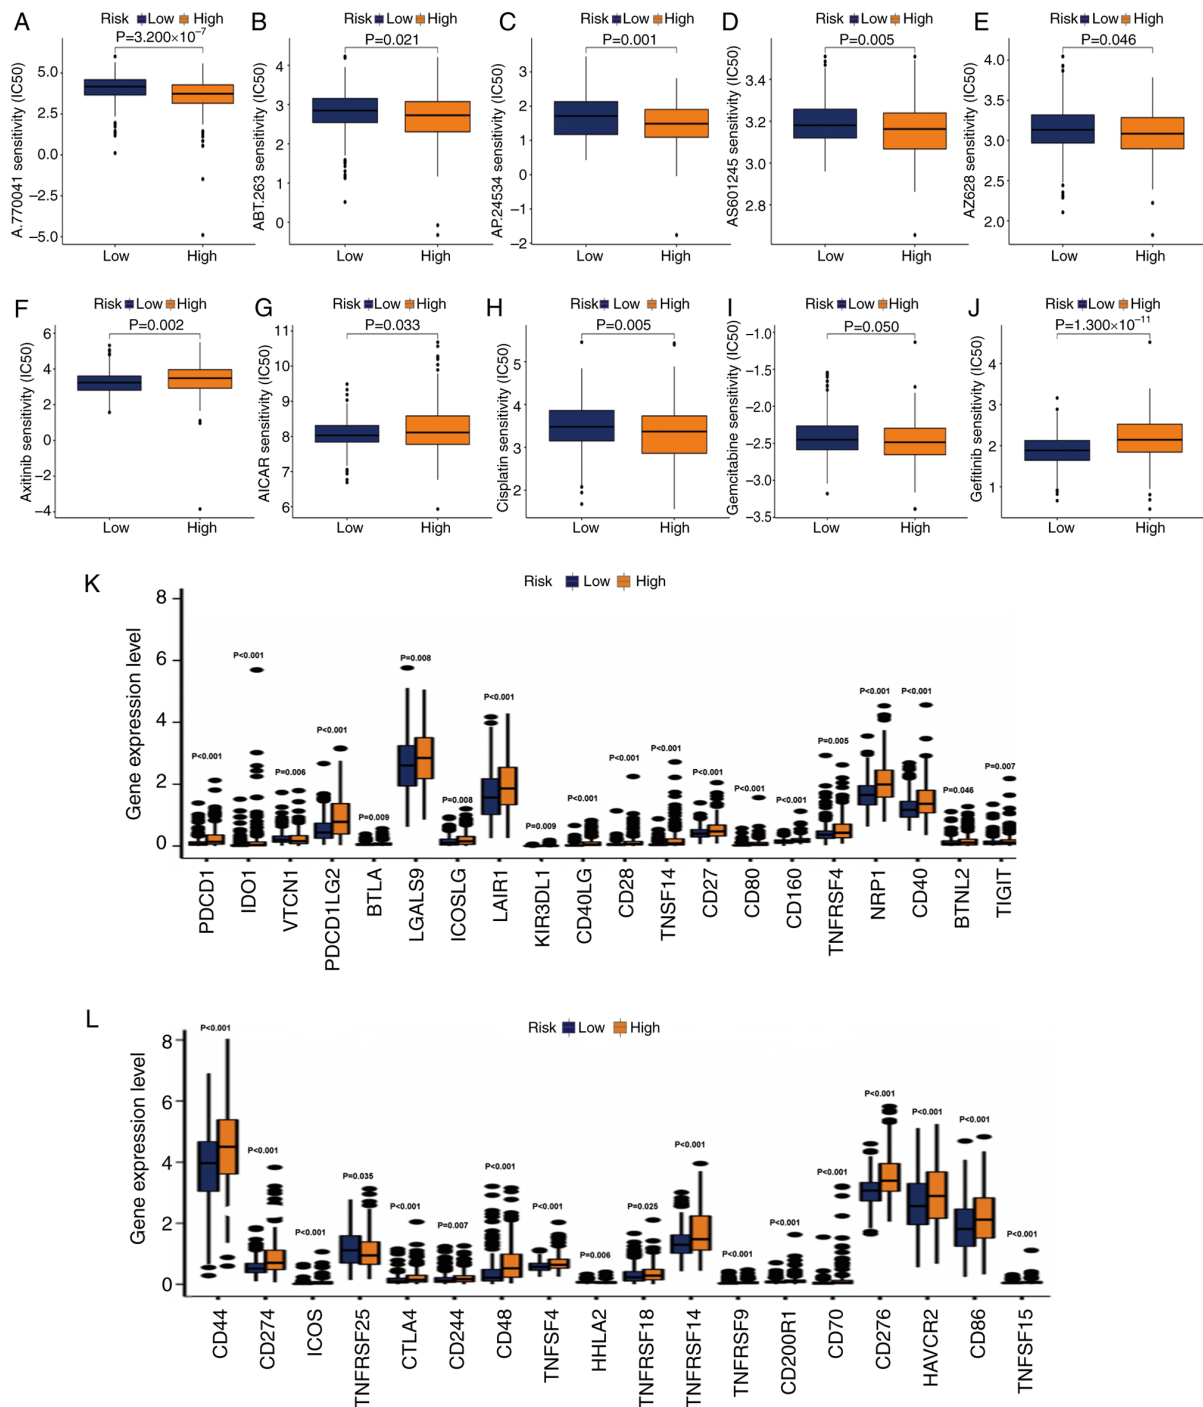 A
Risk Low High
P=3.200×10⁻⁷
A.770041 sensitivity (IC50)
5.0
2.5
0.0
−2.5
−5.0
Low High
B
Risk Low High
P=0.021
ABT.263 sensitivity (IC50)
4
3
2
1
0
Low High
C
Risk Low High
P=0.001
AP.24534 sensitivity (IC50)
3
2
1
0
−1
−2
Low High
D
Risk Low High
P=0.005
AS601245 sensitivity (IC50)
3.4
3.2
3.0
2.8
Low High
E
Risk Low High
P=0.046
AZ628 sensitivity (IC50)
4.0
3.5
3.0
2.5
2.0
Low High
F
Risk Low High
P=0.002
Axitinib sensitivity (IC50)
6
4
2
0
−2
−4
Low High
G
Risk Low High
P=0.033
AICAR sensitivity (IC50)
11
10
9
8
7
6
Low High
H
Risk Low High
P=0.005
Cisplatin sensitivity (IC50)
5
4
3
2
Low High
I
Risk Low High
P=0.050
Gemcitabine sensitivity (IC50)
−1.0
−1.5
−2.0
−2.5
−3.0
−3.5
Low High
J
Risk Low High
P=1.300×10⁻¹¹
Gefitinib sensitivity (IC50)
4
3
2
1
Low High
K
Risk Low High
Gene expression level
8
6
4
2
0
P<0.001
P<0.001
P=0.006
P<0.001
P=0.009
P=0.008
P=0.008
P<0.001
P=0.009
P<0.001
P<0.001
P<0.001
P<0.001
P<0.001
P<0.001
P=0.005
P<0.001
P<0.001
P=0.046
P=0.007
PDCD1
IDO1
VTCN1
PDCD1LG2
BTLA
LGALS9
ICOSLG
LAIR1
KIR3DL1
CD40LG
CD28
TNSF14
CD27
CD80
CD160
TNFRSF4
NRP1
CD40
BTNL2
TIGIT
L
Risk Low High
Gene expression level
8
6
4
2
0
P<0.001
P<0.001
P<0.001
P=0.035
P<0.001
P=0.007
P<0.001
P<0.001
P=0.006
P=0.025
P<0.001
P<0.001
P<0.001
P<0.001
P<0.001
P<0.001
P<0.001
P<0.001
CD44
CD274
ICOS
TNFRSF25
CTLA4
CD244
CD48
TNFSF4
HHLA2
TNFRSF18
TNFRSF14
TNFRSF9
CD200R1
CD70
CD276
HAVCR2
CD86
TNFSF15